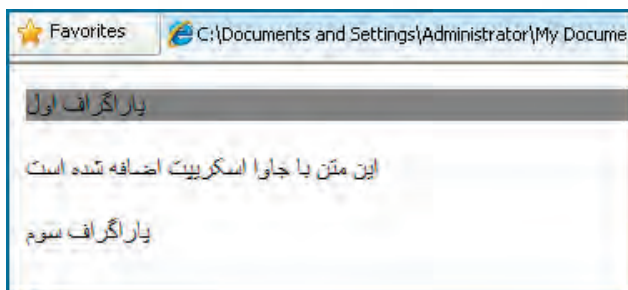 Favorites
C:\Documents and Settings\Administrator\My Docume
پاراگراف اول
این متن با جاوا اسکریپت اضافه شده است
پاراگراف سوم